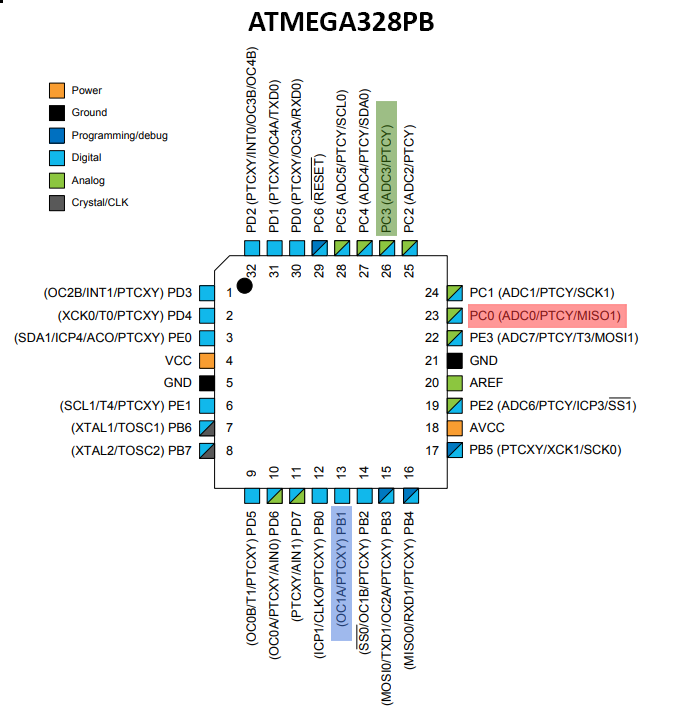 ATMEGA328PB
Power
Ground
Programming/debug
Digital
Analog
Crystal/CLK
PD2 (PTCXY/INT0/OC3B/OC4B)
PD1 (PTCXY/OC4A/TXD0)
PD0 (PTCXY/OC3A/RXD0)
PC6 (RESET)
PC5 (ADC5/PTCY/SCL0)
PC4 (ADC4/PTCY/SDA0)
PC3 (ADC3/PTCY)
PC2 (ADC2/PTCY)
32 31 30 29 28 27 26 25
(OC2B/INT1/PTCXY) PD3 1
(XCK0/T0/PTCXY) PD4 2
(SDA1/ICP4/ACO/PTCXY) PE0 3
VCC 4
GND 5
(SCL1/T4/PTCXY) PE1 6
(XTAL1/TOSC1) PB6 7
(XTAL2/TOSC2) PB7 8
24 PC1 (ADC1/PTCY/SCK1)
23 PC0 (ADC0/PTCY/MISO1)
22 PE3 (ADC7/PTCY/T3/MOSI1)
21 GND
20 AREF
19 PE2 (ADC6/PTCY/ICP3/SS1)
18 AVCC
17 PB5 (PTCXY/XCK1/SCK0)
9 10 11 12 13 14 15 16
(OC0B/T1/PTCXY) PD5
(OC0A/PTCXY/AIN0) PD6
(PTCXY/AIN1) PD7
(ICP1/CLKO/PTCXY) PB0
(OC1A/PTCXY) PB1
(SS0/OC1B/PTCXY) PB2
(MOSI0/TXD1/OC2A/PTCXY) PB3
(MISO0/RXD1/PTCXY) PB4